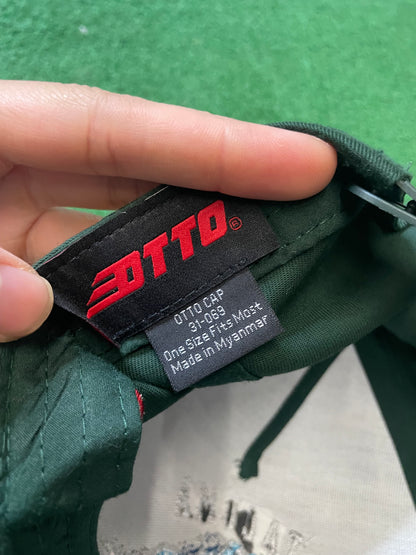 OTTO®
OTTO CAP
31-069
One Size Fits Most
Made in Myanmar